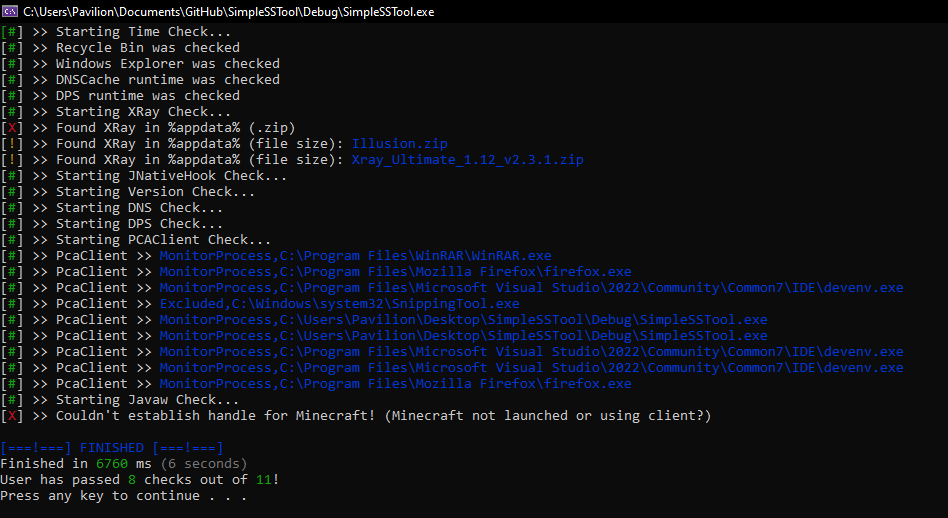 C:\Users\Pavilion\Documents\GitHub\SimpleSSTool\Debug\SimpleSSTool.exe
[#] >> Starting Time Check...
[#] >> Recycle Bin was checked
[#] >> Windows Explorer was checked
[#] >> DNSCache runtime was checked
[#] >> DPS runtime was checked
[#] >> Starting XRay Check...
[X] >> Found XRay in %appdata% (.zip)
[!] >> Found XRay in %appdata% (file size): Illusion.zip
[!] >> Found XRay in %appdata% (file size): Xray_Ultimate_1.12_v2.3.1.zip
[#] >> Starting JNativeHook Check...
[#] >> Starting Version Check...
[#] >> Starting DNS Check...
[#] >> Starting DPS Check...
[#] >> Starting PCAClient Check...
[#] >> PcaClient >> MonitorProcess,C:\Program Files\WinRAR\WinRAR.exe
[#] >> PcaClient >> MonitorProcess,C:\Program Files\Mozilla Firefox\firefox.exe
[#] >> PcaClient >> MonitorProcess,C:\Program Files\Microsoft Visual Studio\2022\Community\Common7\IDE\devenv.exe
[#] >> PcaClient >> Excluded,C:\Windows\system32\SnippingTool.exe
[#] >> PcaClient >> MonitorProcess,C:\Users\Pavilion\Desktop\SimpleSSTool\Debug\SimpleSSTool.exe
[#] >> PcaClient >> MonitorProcess,C:\Users\Pavilion\Desktop\SimpleSSTool\Debug\SimpleSSTool.exe
[#] >> PcaClient >> MonitorProcess,C:\Program Files\Microsoft Visual Studio\2022\Community\Common7\IDE\devenv.exe
[#] >> PcaClient >> MonitorProcess,C:\Program Files\Microsoft Visual Studio\2022\Community\Common7\IDE\devenv.exe
[#] >> PcaClient >> MonitorProcess,C:\Program Files\Mozilla Firefox\firefox.exe
[#] >> Starting Javaw Check...
[X] >> Couldn't establish handle for Minecraft! (Minecraft not launched or using client?)
[===!===] FINISHED [===!===]
Finished in 6760 ms (6 seconds)
User has passed 8 checks out of 11!
Press any key to continue . . .